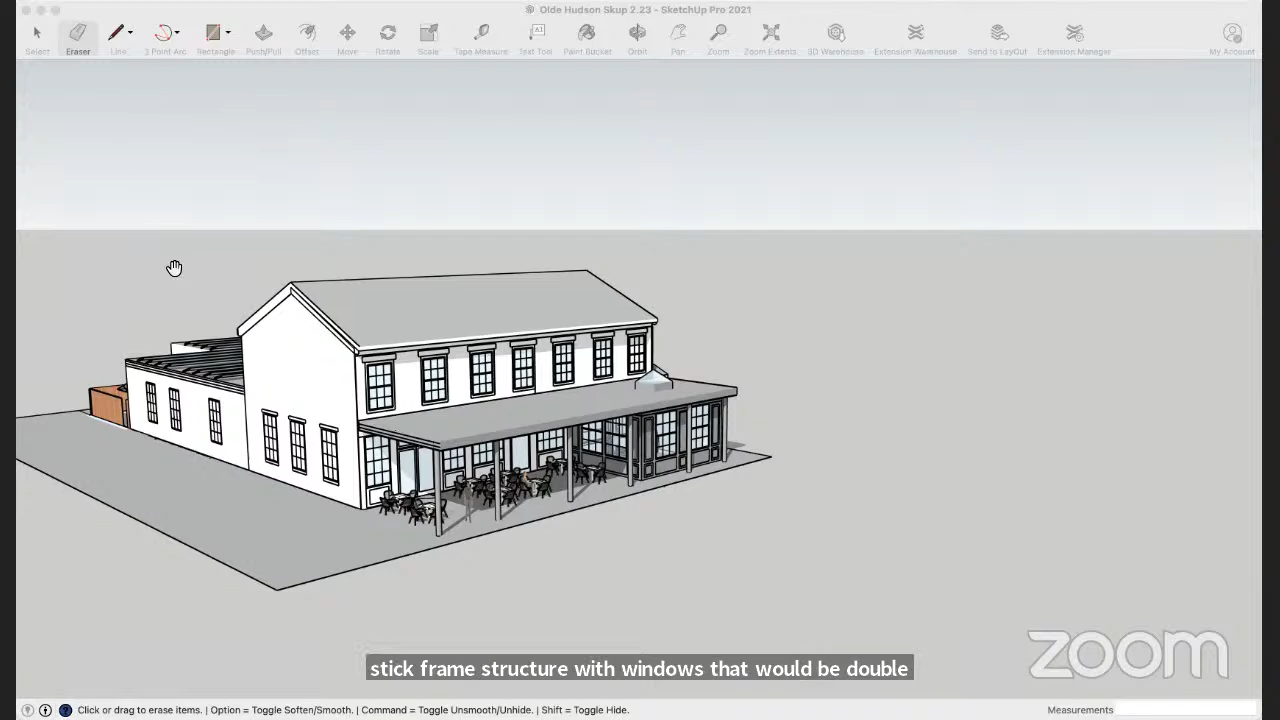 Olde Hudson Skup 2.23 - SketchUp Pro 2021
Select Eraser Line 3 Point Arc Rectangle Push/Pull Offset Move Rotate Scale Tape Measure Text Tool Paint Bucket Orbit Pan Zoom Zoom Extents 3D Warehouse Extension Warehouse Send to LayOut Extension Manager My Account
stick frame structure with windows that would be double
zoom
Click or drag to erase items. | Option = Toggle Soften/Smooth. | Command = Toggle Unsmooth/Unhide. | Shift = Toggle Hide. Measurements